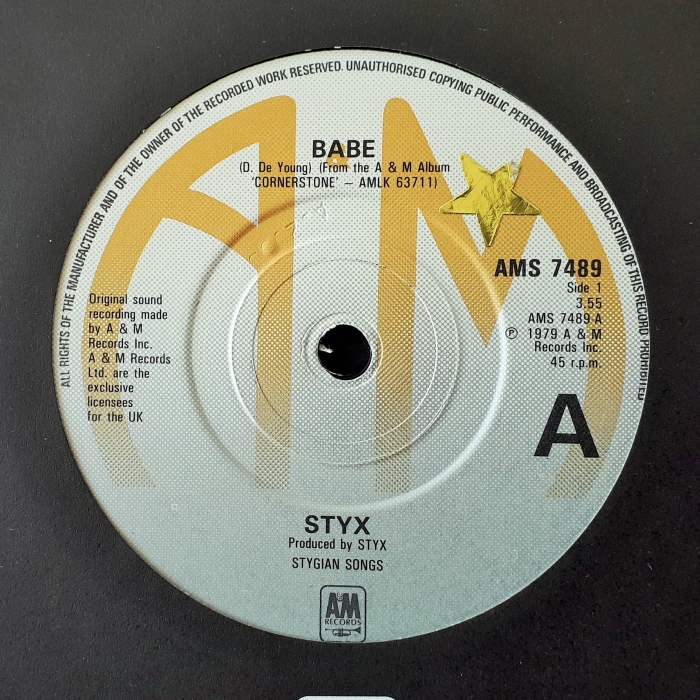 ALL RIGHTS OF THE MANUFACTURER AND OF THE OWNER OF THE RECORDED WORK RESERVED. UNAUTHORISED COPYING PUBLIC PERFORMANCE AND BROADCASTING OF THIS RECORD PROHIBITED
BABE
(D. De Young) (From the A & M Album
'CORNERSTONE' – AMLK 63711)
AMS 7489
Side 1
3.55
AMS 7489 A
℗ 1979 A & M
Records Inc.
45 r.p.m.
Original sound
recording made
by A & M
Records Inc.
A & M Records
Ltd. are the
exclusive
licensees
for the UK
A
STYX
Produced by STYX
STYGIAN SONGS
AM
RECORDS